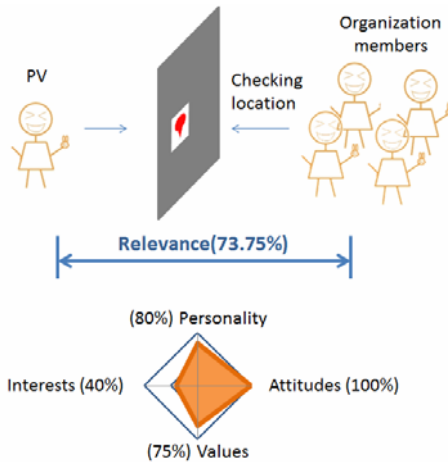 Organization
members
PV
Checking
location
Relevance(73.75%)
(80%) Personality
Interests (40%)
Attitudes (100%)
(75%) Values